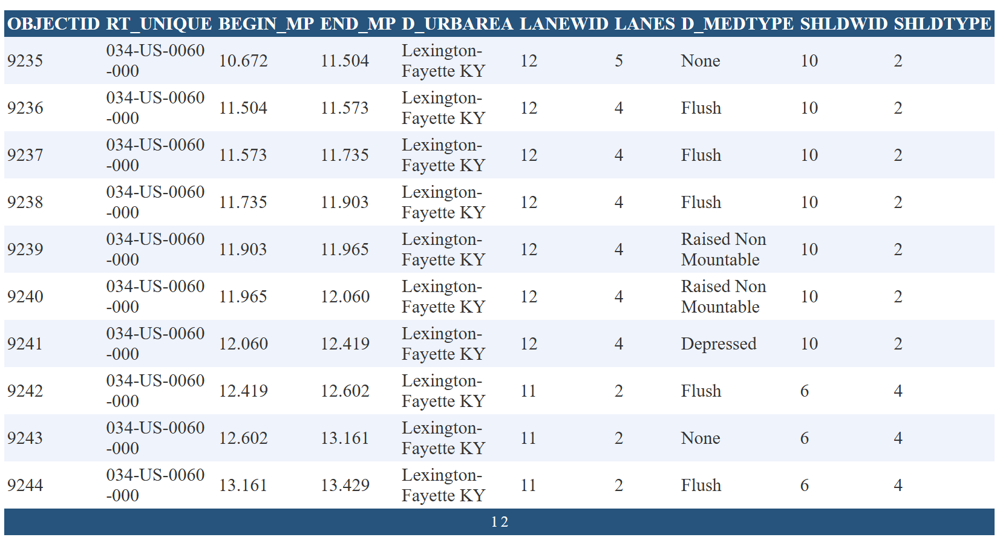 OBJECTID RT_UNIQUE BEGIN_MP END_MP D_URBAREA LANEWID LANES D_MEDTYPE SHLDWID SHLDTYPE
9235 034-US-0060 -000 10.672 11.504 Lexington- Fayette KY 12 5 None 10 2
9236 034-US-0060 -000 11.504 11.573 Lexington- Fayette KY 12 4 Flush 10 2
9237 034-US-0060 -000 11.573 11.735 Lexington- Fayette KY 12 4 Flush 10 2
9238 034-US-0060 -000 11.735 11.903 Lexington- Fayette KY 12 4 Flush 10 2
9239 034-US-0060 -000 11.903 11.965 Lexington- Fayette KY 12 4 Raised Non Mountable 10 2
9240 034-US-0060 -000 11.965 12.060 Lexington- Fayette KY 12 4 Raised Non Mountable 10 2
9241 034-US-0060 -000 12.060 12.419 Lexington- Fayette KY 12 4 Depressed 10 2
9242 034-US-0060 -000 12.419 12.602 Lexington- Fayette KY 11 2 Flush 6 4
9243 034-US-0060 -000 12.602 13.161 Lexington- Fayette KY 11 2 None 6 4
9244 034-US-0060 -000 13.161 13.429 Lexington- Fayette KY 11 2 Flush 6 4
1 2